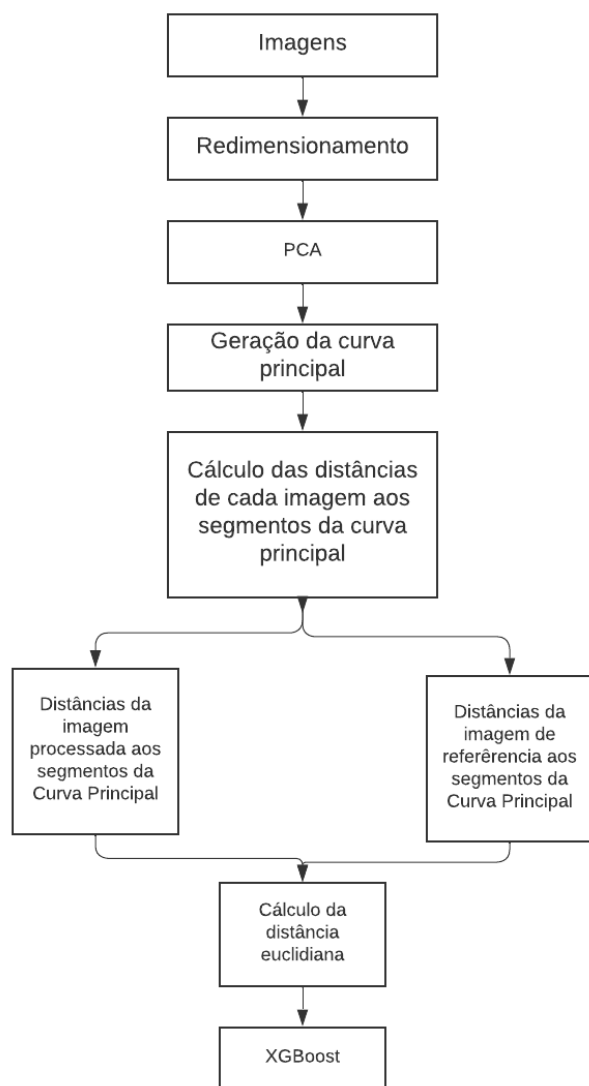 Imagens
Redimensionamento
PCA
Geração da curva
principal
Cálculo das distâncias
de cada imagem aos
segmentos da curva
principal
Distâncias da
imagem
processada aos
segmentos da
Curva Principal
Distâncias da
imagem de
referêrencia aos
segmentos da
Curva Principal
Cálculo da
distância
euclidiana
XGBoost